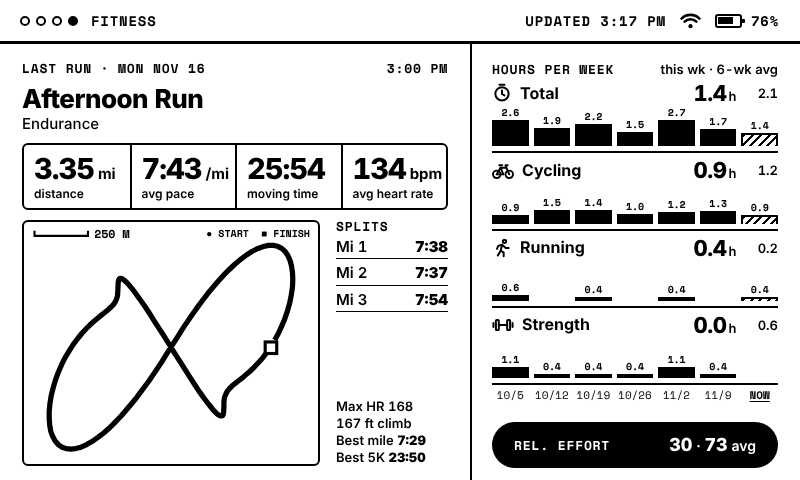 FITNESS
UPDATED 3:17 PM 76%
LAST RUN · MON NOV 16 3:00 PM
Afternoon Run
Endurance
3.35 mi 7:43 /mi 25:54 134 bpm
distance avg pace moving time avg heart rate
250 M ● START ■ FINISH
SPLITS
Mi 1 7:38
Mi 2 7:37
Mi 3 7:54
Max HR 168
167 ft climb
Best mile 7:29
Best 5K 23:50
HOURS PER WEEK this wk · 6-wk avg
Total 1.4h 2.1
2.6 1.9 2.2 1.5 2.7 1.7 1.4
Cycling 0.9h 1.2
0.9 1.5 1.4 1.0 1.2 1.3 0.9
Running 0.4h 0.2
0.6 0.4 0.4 0.4
Strength 0.0h 0.6
1.1 0.4 0.4 0.4 1.1 0.4
10/5 10/12 10/19 10/26 11/2 11/9 NOW
REL. EFFORT 30 · 73 avg